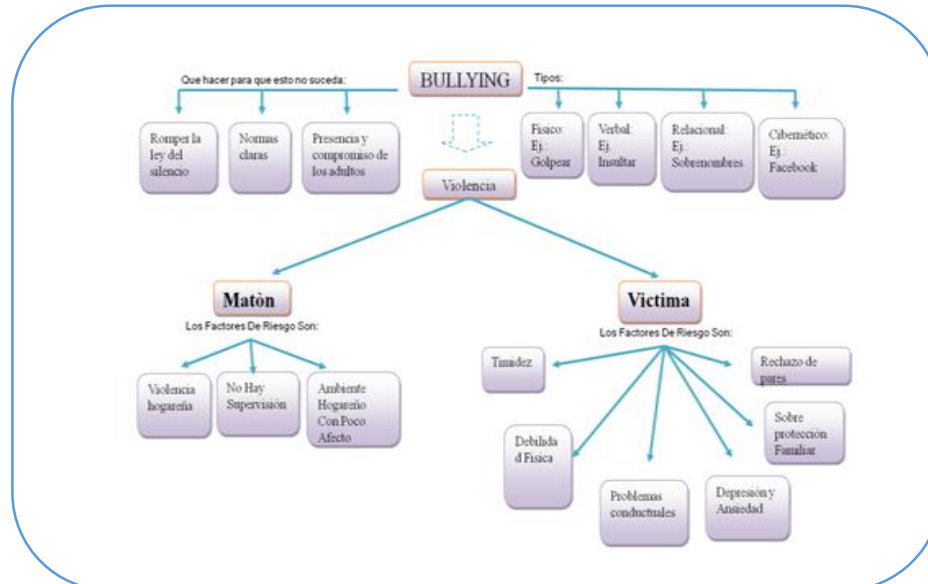 Que hacer para que esto no suceda:
BULLYING
Tipos:
Romper la
ley del
silencio
Normas
claras
Presencia y
compromiso de
los adultos
Fisico:
Ej.:
Golpear
Verbal:
Ej.
Insultar
Relacional:
Ej.:
Sobrenombres
Cibernético:
Ej.:
Facebook
Violencia
Matòn
Los Factores De Riesgo Son:
Violencia
hogareña
No Hay
Supervisión
Ambiente
Hogareño
Con Poco
Afecto
Victima
Los Factores De Riesgo Son:
Timidez
Debilida
d Fisica
Problemas
conductuales
Depresión y
Ansiedad
Sobre
protección
Familiar
Rechazo de
pares